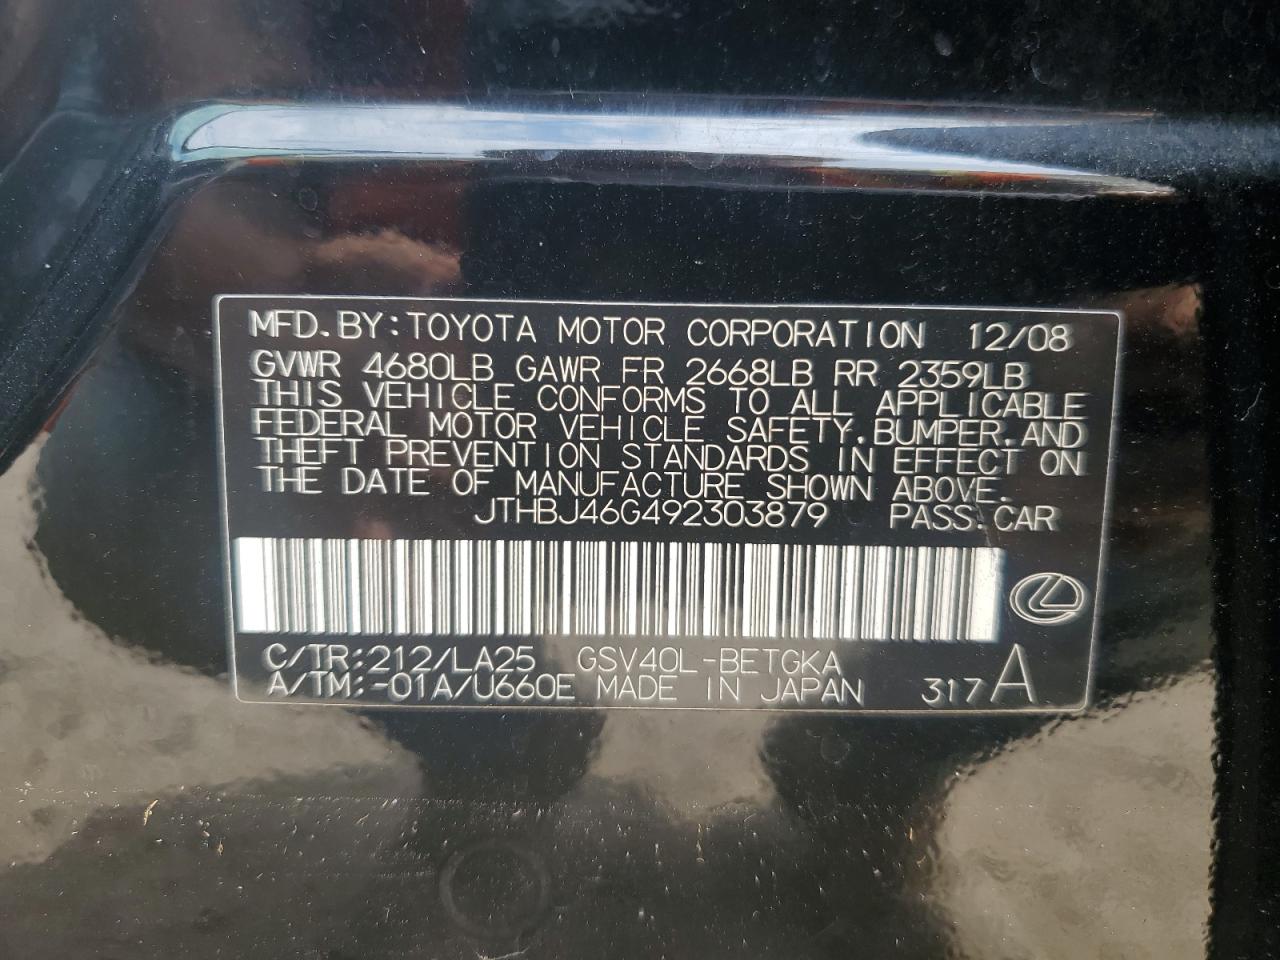 MFD.BY:TOYOTA MOTOR CORPORATION 12/08
GVWR 4680LB GAWR FR 2668LB RR 2359LB
THIS VEHICLE CONFORMS TO ALL APPLICABLE
FEDERAL MOTOR VEHICLE SAFETY,BUMPER,AND
THEFT PREVENTION STANDARDS IN EFFECT ON
THE DATE OF MANUFACTURE SHOWN ABOVE.
JTHBJ46G492303879 PASS.CAR
C/TR:212/LA25 GSV40L-BETGKA
A/TM:-01A/U660E MADE IN JAPAN 317A